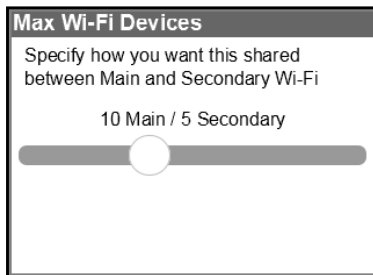 Max Wi-Fi Devices
Specify how you want this shared
between Main and Secondary Wi-Fi
10 Main / 5 Secondary